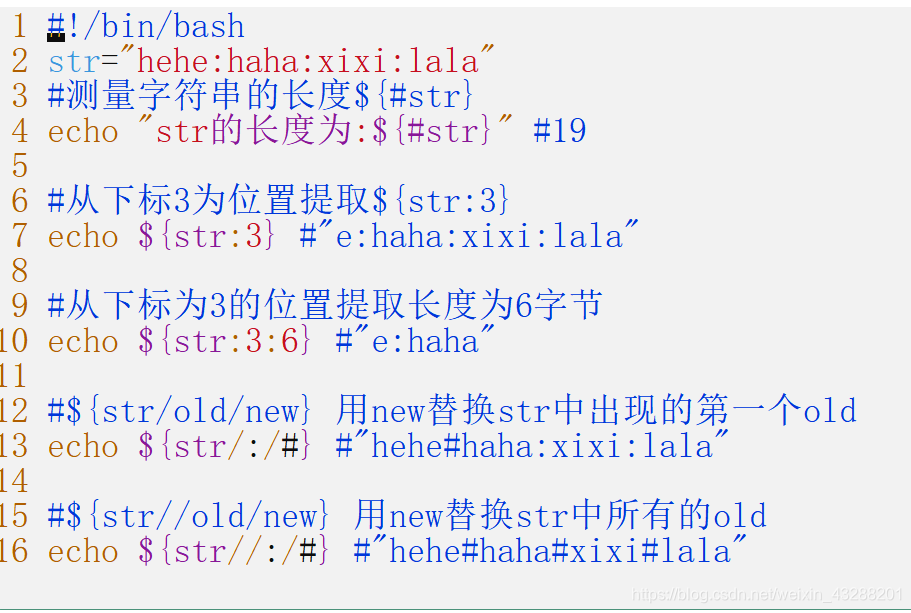 1 #!/bin/bash
2 str="hehe:haha:xixi:lala"
3 #测量字符串的长度${#str}
4 echo "str的长度为:${#str}" #19
5
6 #从下标3为位置提取${str:3}
7 echo ${str:3} #"e:haha:xixi:lala"
8
9 #从下标为3的位置提取长度为6字节
10 echo ${str:3:6} #"e:haha"
11
12 #${str/old/new} 用new替换str中出现的第一个old
13 echo ${str/:/#} #"hehe#haha:xixi:lala"
14
15 #${str//old/new} 用new替换str中所有的old
16 echo ${str//:/#} #"hehe#haha#xixi#lala"
https://blog.csdn.net/weixin_43288201